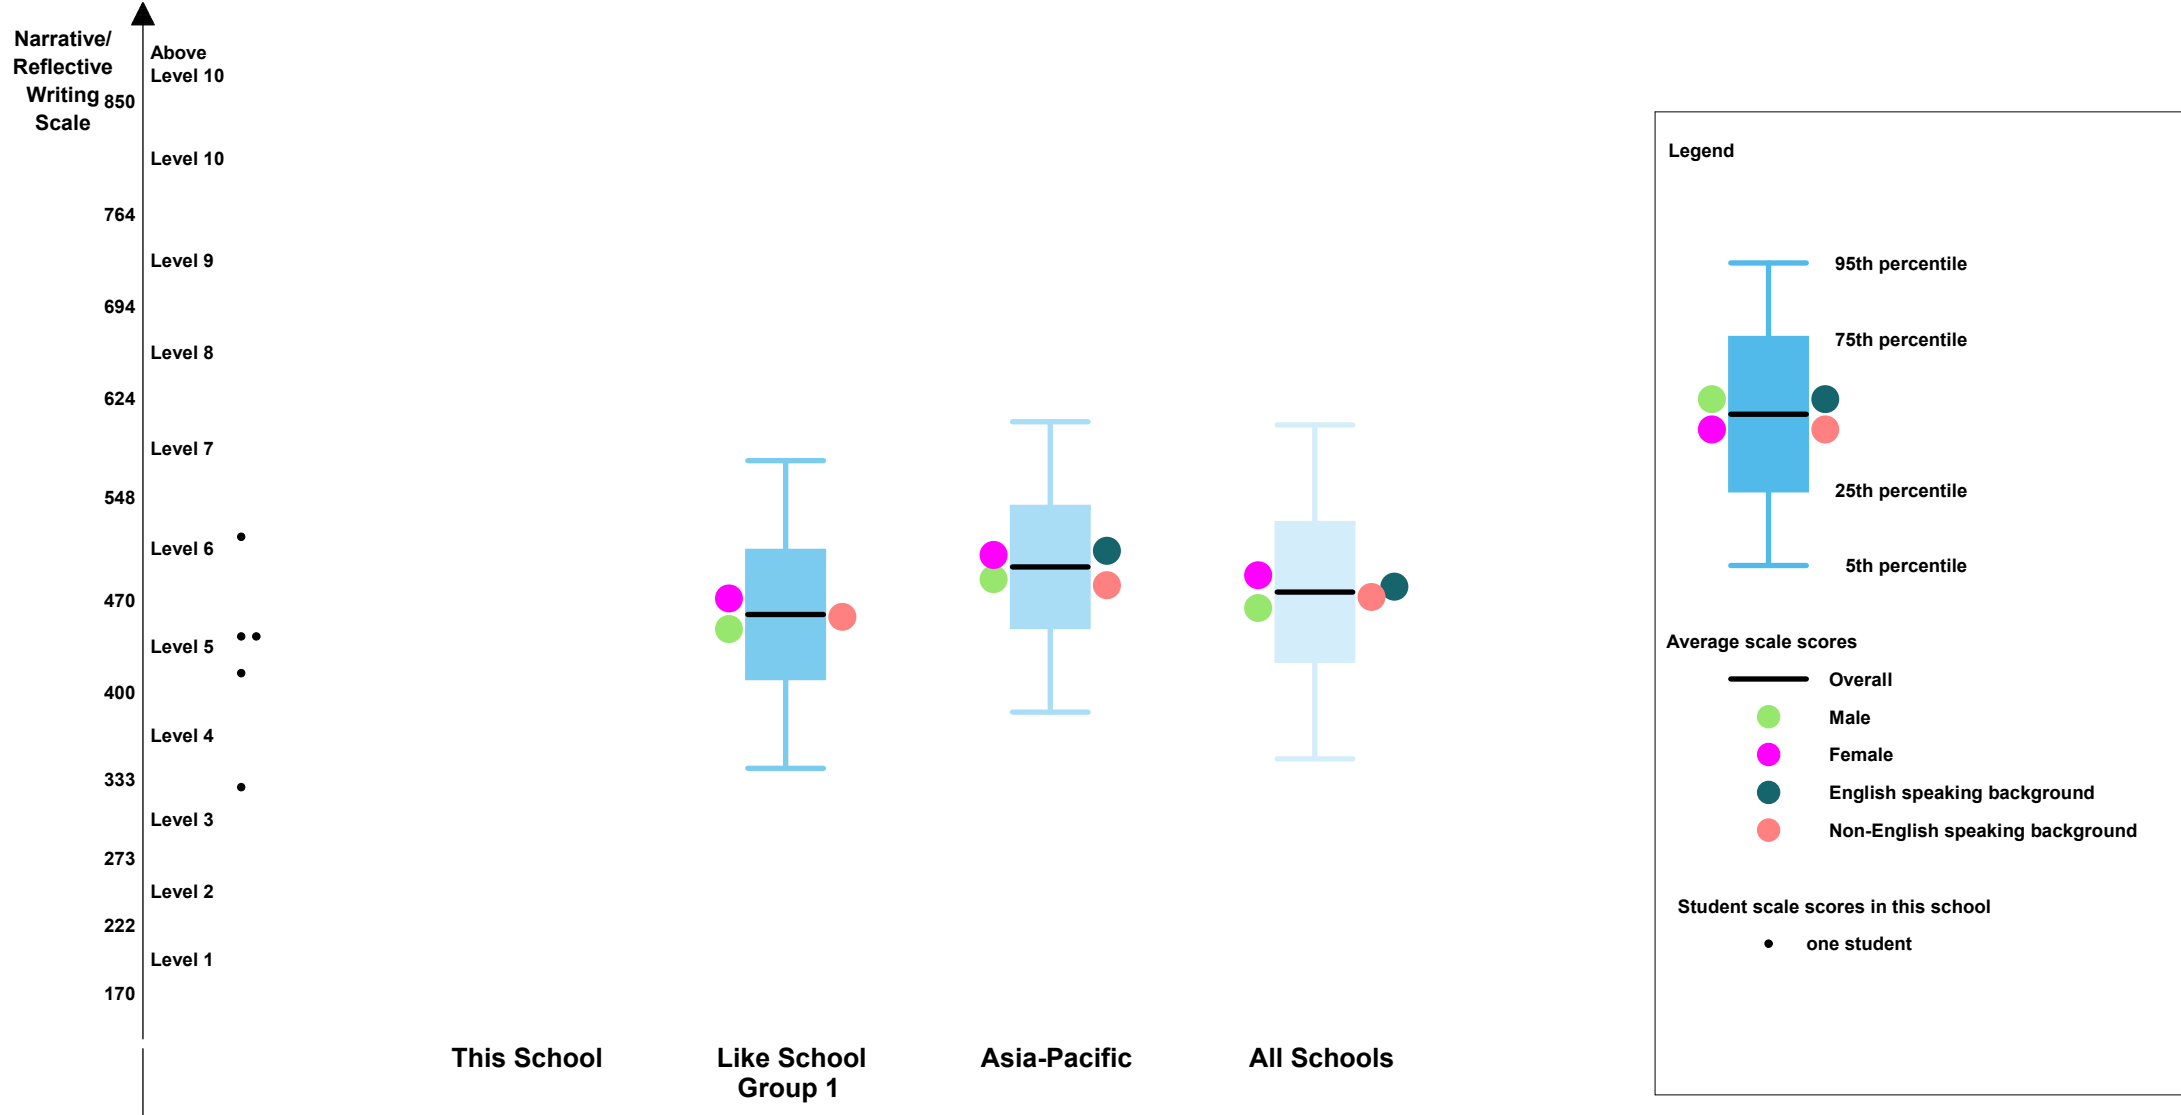 Narrative/
Reflective
Writing
Scale
Above
Level 10
850
Level 10
764
Level 9
694
Level 8
624
Level 7
548
Level 6
470
Level 5
400
Level 4
333
Level 3
273
Level 2
222
Level 1
170
This School
Like School
Group 1
Asia-Pacific
All Schools
Legend
95th percentile
75th percentile
25th percentile
5th percentile
Average scale scores
Overall
Male
Female
English speaking background
Non-English speaking background
Student scale scores in this school
one student